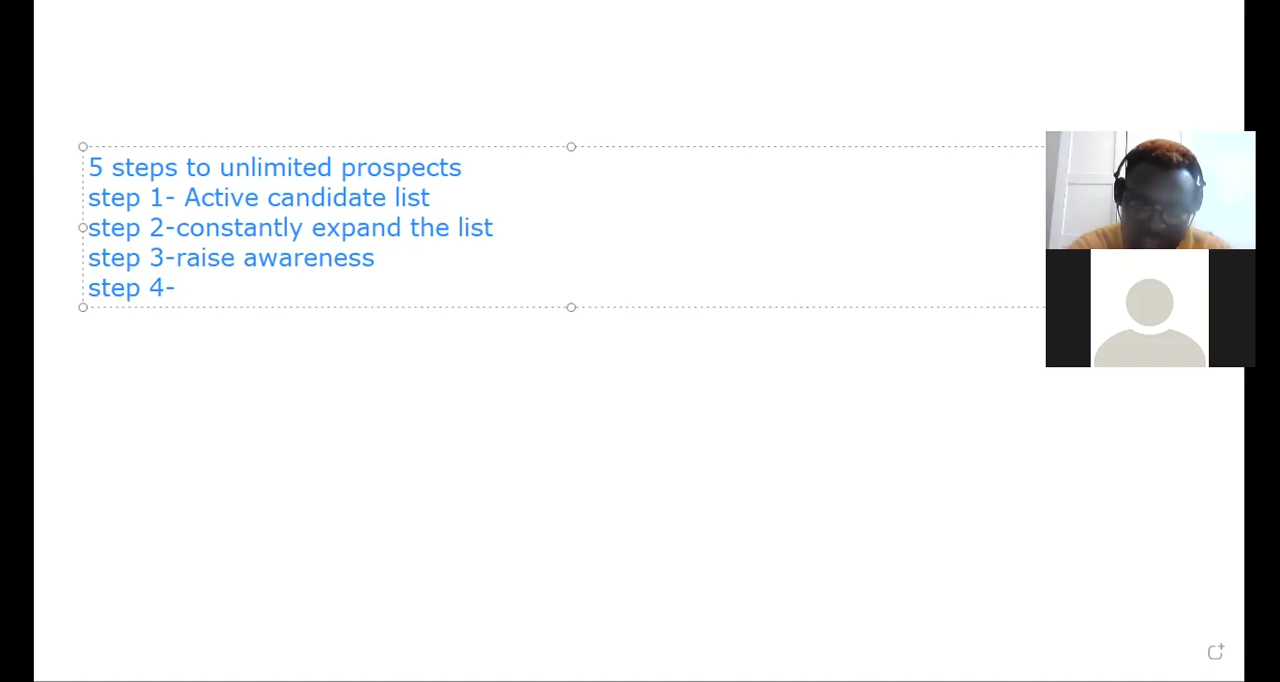 5 steps to unlimited prospects
step 1- Active candidate list
step 2-constantly expand the list
step 3-raise awareness
step 4-